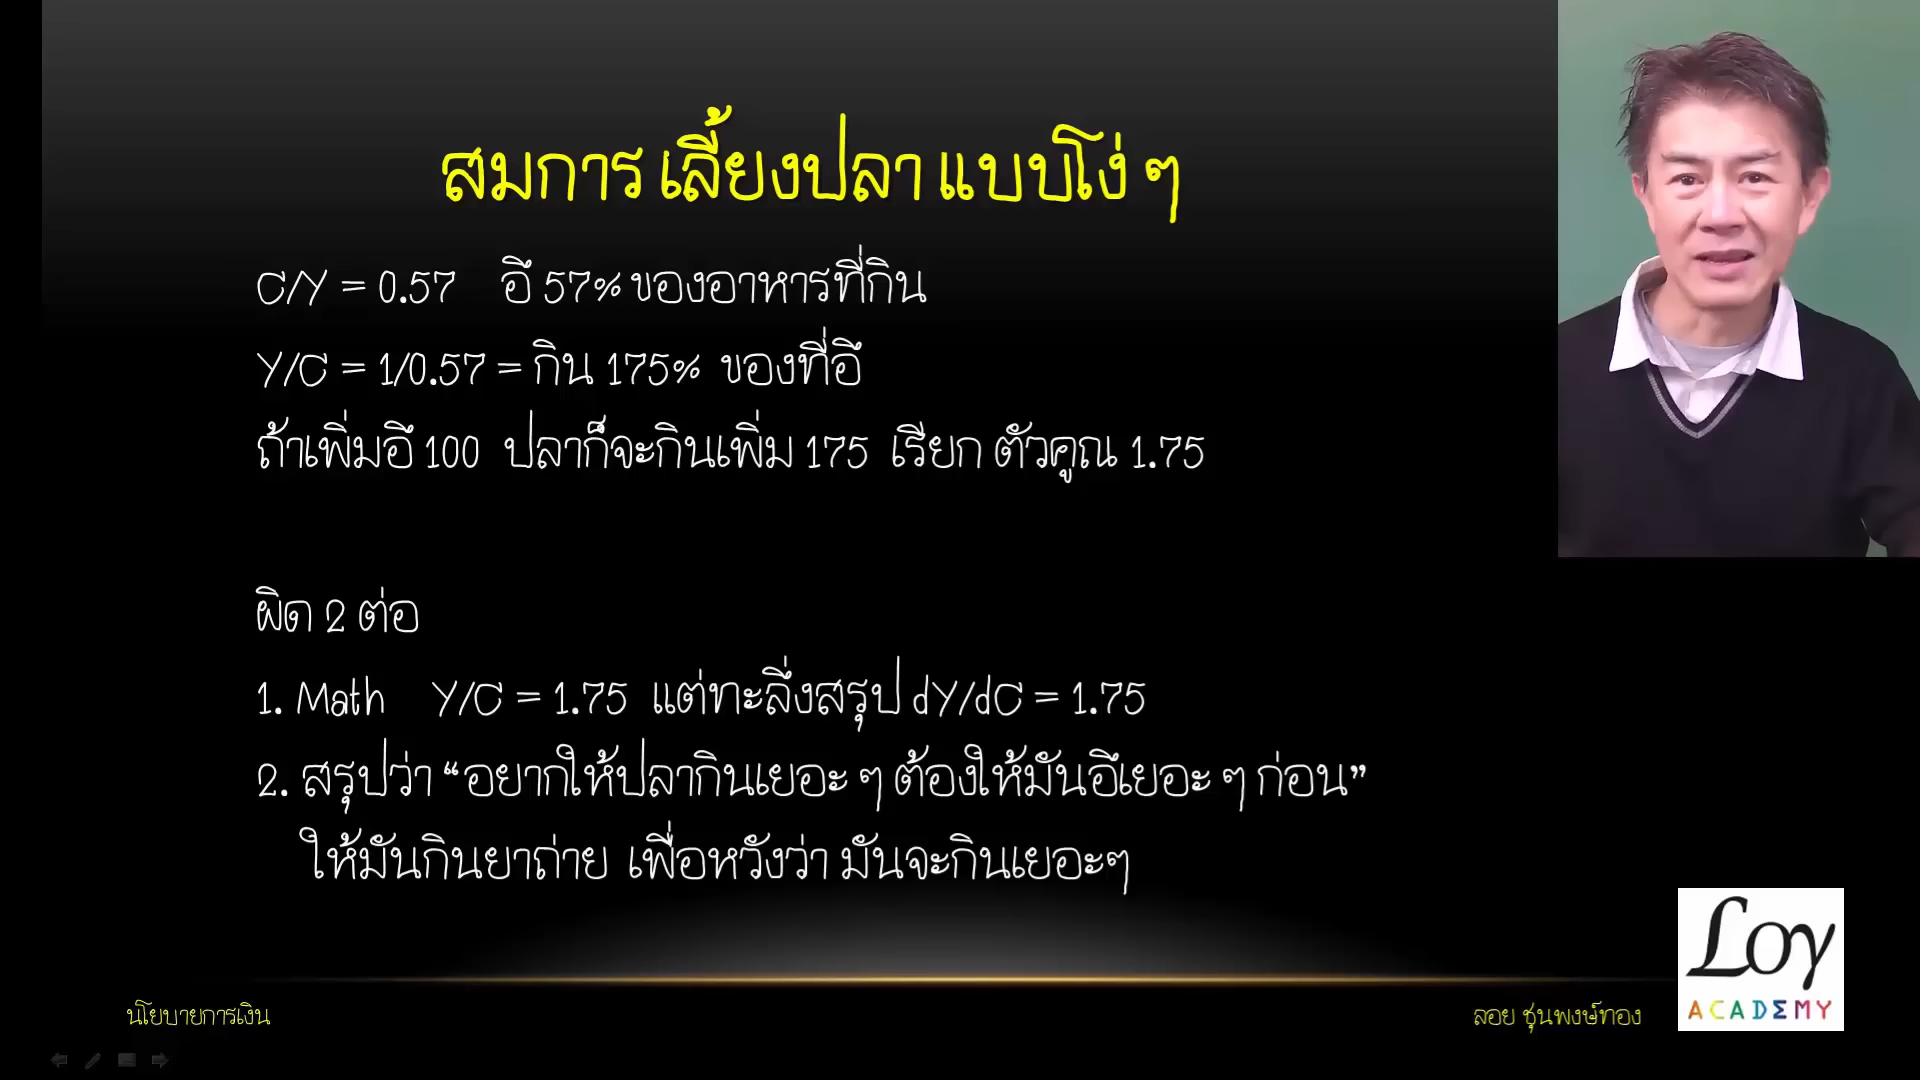 สมการ เลี้ยงปลา แบบโง่ ๆ
C/Y = 0.57 อึ 57% ของอาหารที่กิน
Y/C = 1/0.57 = กิน 175% ของที่อึ
ถ้าเพิ่มอึ 100 ปลาก็จะกินเพิ่ม 175 เรียก ตัวคูณ 1.75
ผิด 2 ต่อ
1. Math Y/C = 1.75 แต่ทะลึ่งสรุป dY/dC = 1.75
2. สรุปว่า “อยากให้ปลากินเยอะ ๆ ต้องให้มันอึเยอะ ๆ ก่อน”
ให้มันกินยาถ่าย เพื่อหวังว่า มันจะกินเยอะๆ
นโยบายการเงิน
ลอย ชุนพงษ์ทอง
Loy
ACADΣMY